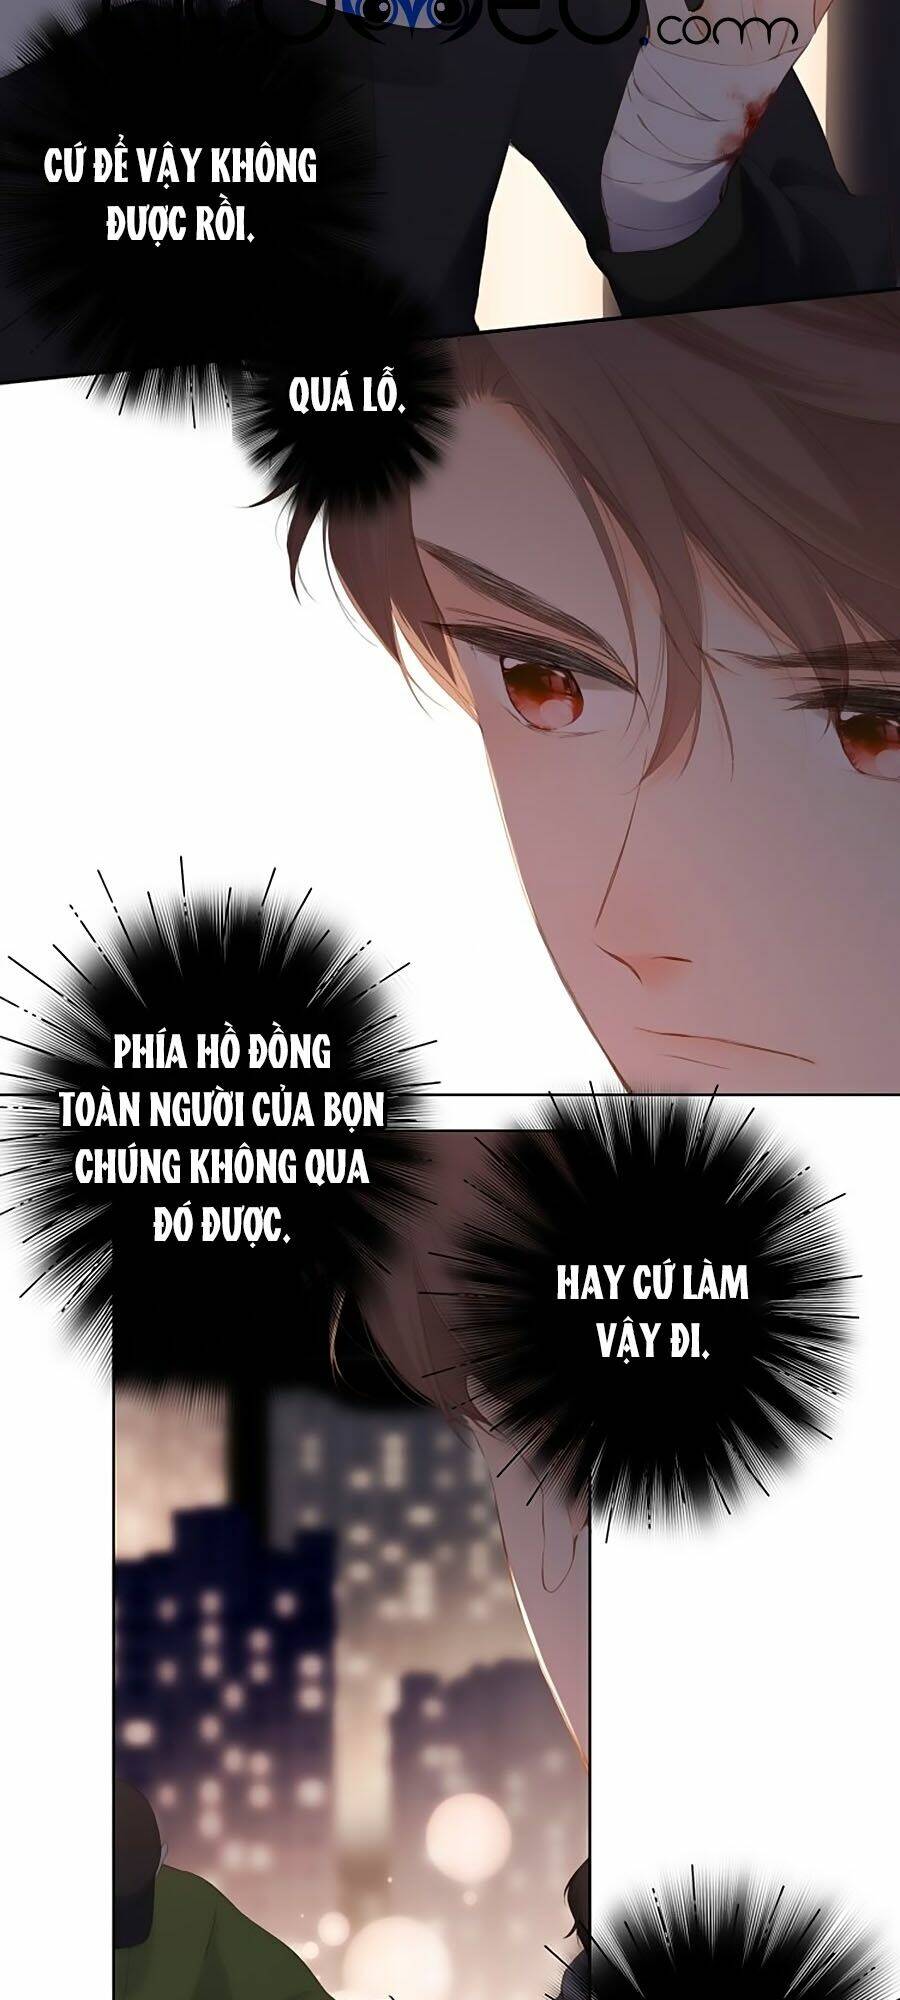 CỨ ĐỂ VẬY KHÔNG
ĐƯỢC RỒI.
QUÁ LỖ.
PHÍA HỒ ĐỒNG
TOÀN NGƯỜI CỦA BỌN
CHÚNG KHÔNG QUA
ĐÓ ĐƯỢC.
HAY CỨ LÀM
VẬY ĐI.